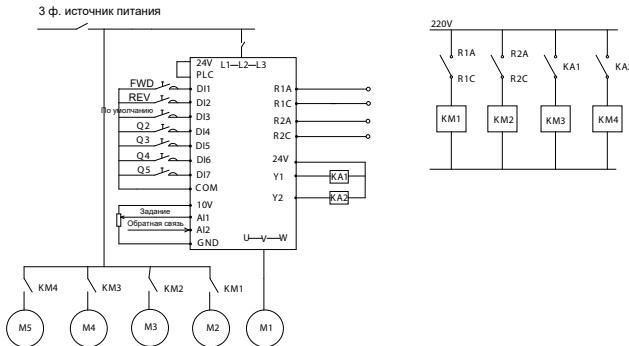 3 ф. источник питания
220V
24V L1—L2—L3
PLC
FWD DI1 R1A
REV DI2 R1C
По умолчанию DI3 R2A
Q2 DI4 R2C
Q3 DI5
Q4 DI6 24V
Q5 DI7 Y1 KA1
COM Y2 KA2
10V
Задание AI1
Обратная связь AI2
GND U—V—W
R1A R2A KA1 KA2
R1C R2C
KM1 KM2 KM3 KM4
KM4 KM3 KM2 KM1
M5 M4 M3 M2 M1